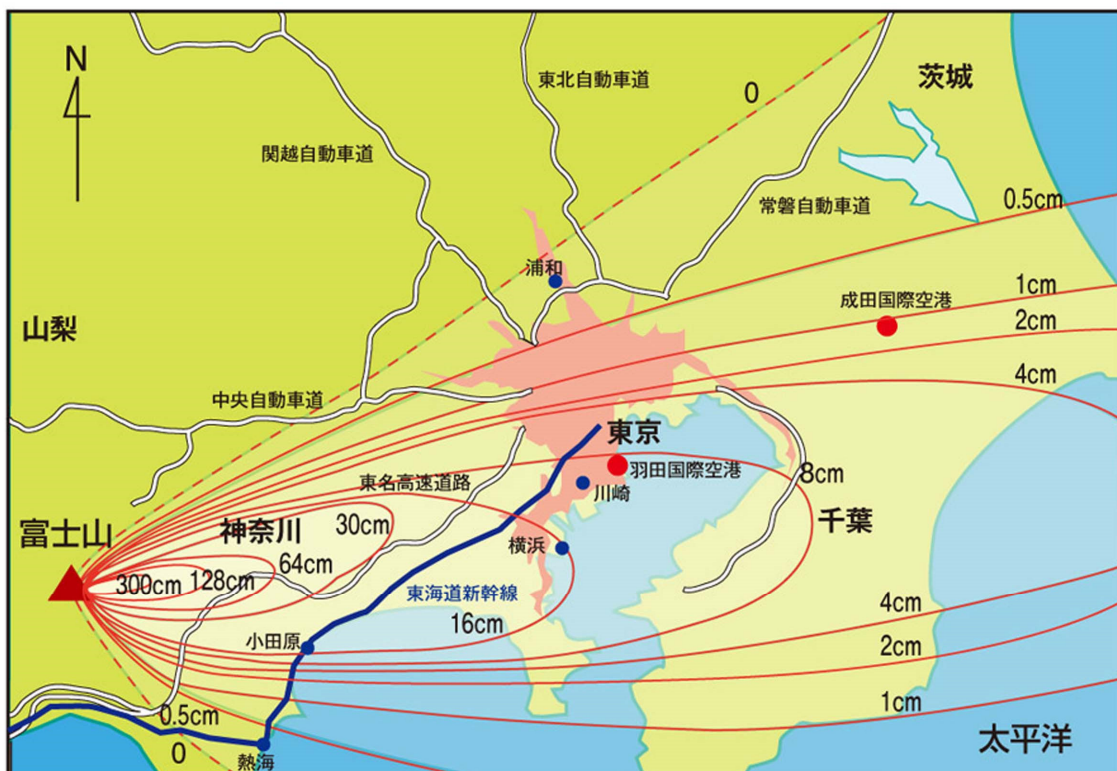 N
東北自動車道
0
茨城
関越自動車道
0.5cm
常磐自動車道
浦和
成田国際空港
1cm
山梨
2cm
中央自動車道
4cm
東京
羽田国際空港
東名高速道路
8cm
川崎
富士山
神奈川
30cm
千葉
横浜
64cm
300cm
128cm
東海道新幹線
4cm
16cm
小田原
2cm
1cm
0.5cm
太平洋
0
熱海